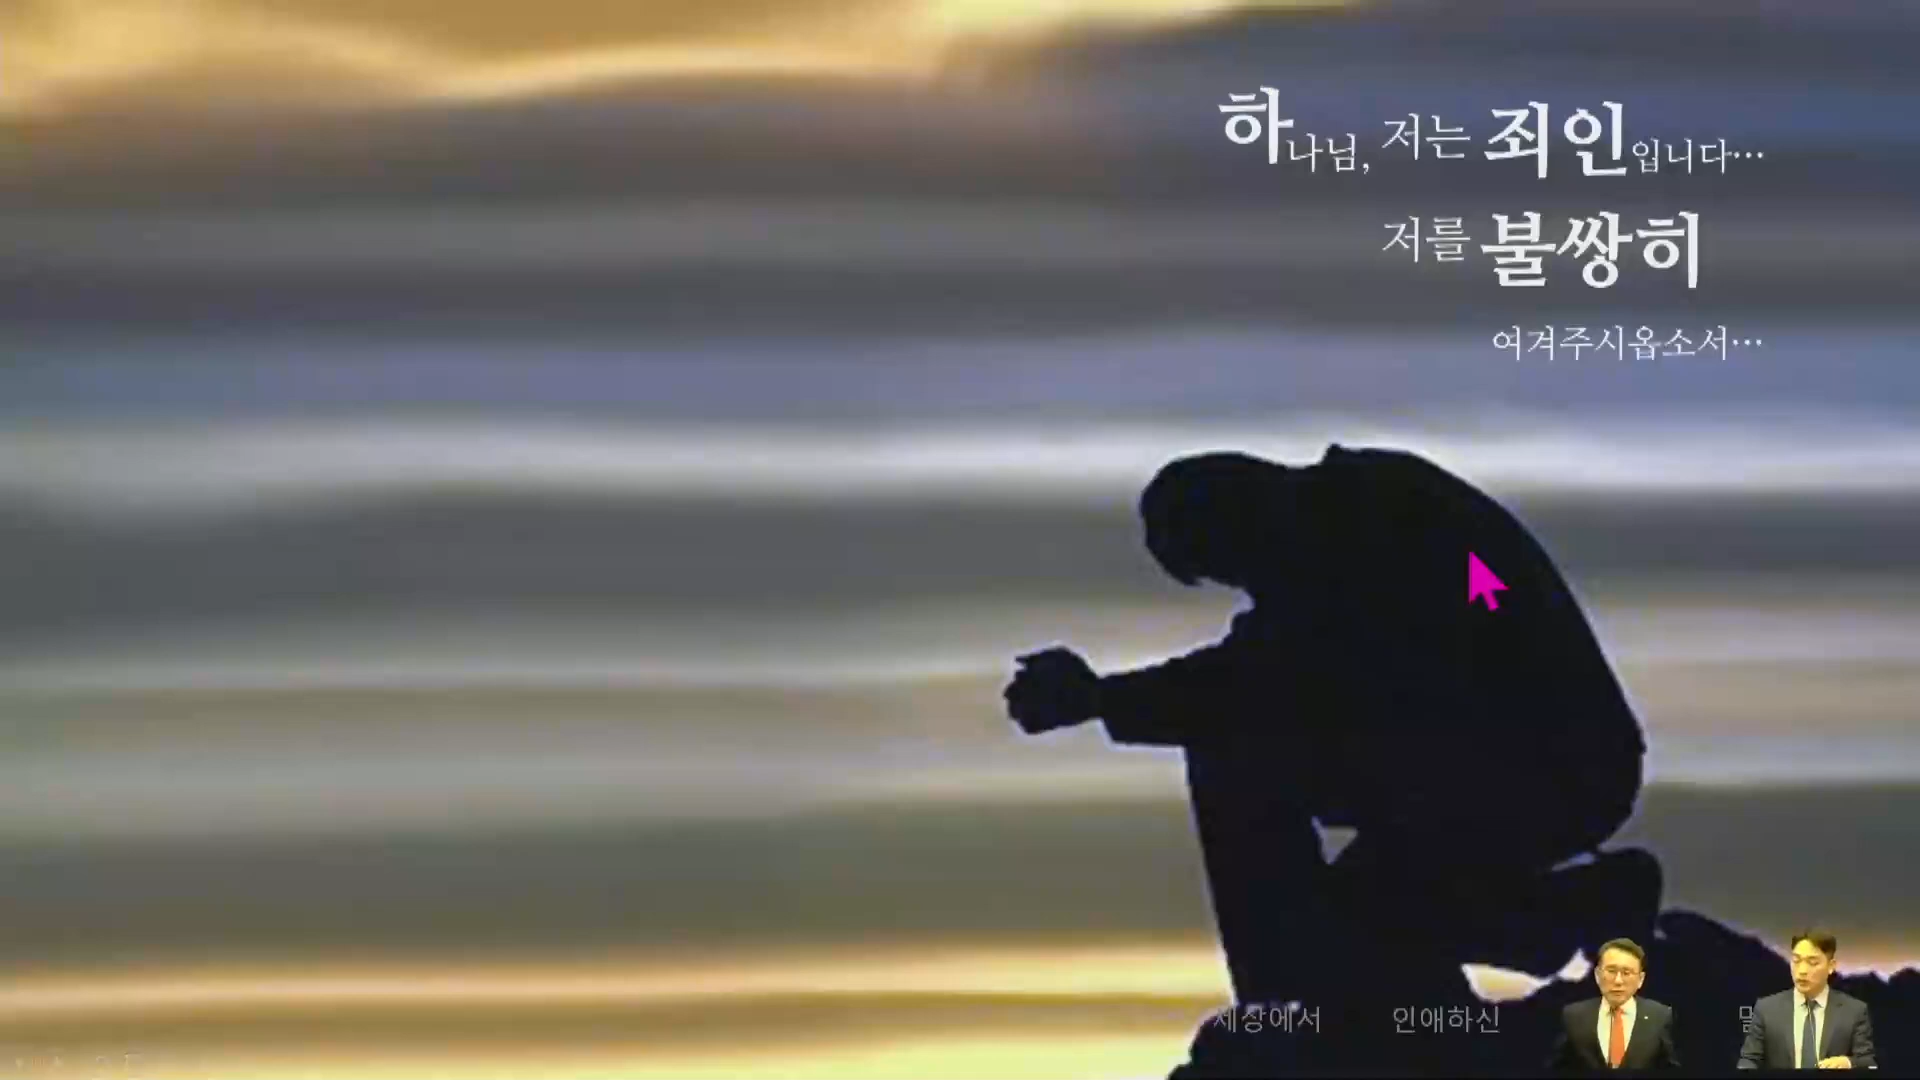 하나님, 저는 죄인입니다…
저를 불쌍히
여겨주시옵소서…
세상에서 인애하신